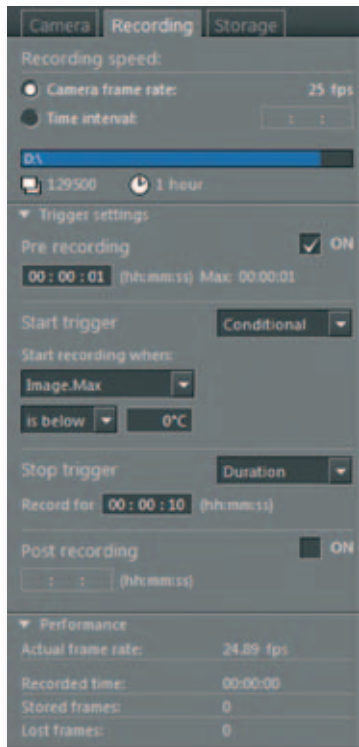 Camera Recording Storage
Recording speed:
Camera frame rate: 25 fps
Time interval: : :
D:\
129500 1 hour
Trigger settings
Pre recording ON
00 : 00 : 01 (hh:mm:ss) Max: 00:00:01
Start trigger Conditional
Start recording when:
Image.Max
is below 0°C
Stop trigger Duration
Record for 00 : 00 : 10 (hh:mm:ss)
Post recording ON
: : (hh:mm:ss)
Performance
Actual frame rate: 24.89 fps
Recorded time: 00:00:00
Stored frames: 0
Lost frames: 0